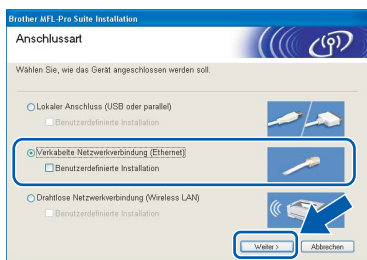 Brother MFL-Pro Suite Installation
Anschlussart
Wählen Sie, wie das Gerät angeschlossen werden soll.
Lokaler Anschluss (USB oder parallel)
Benutzerdefinierte Installation
Verkabelte Netzwerkverbindung (Ethernet)
Benutzerdefinierte Installation
Drahtlose Netzwerkverbindung (Wireless LAN)
Benutzerdefinierte Installation
Weiter > Abbrechen